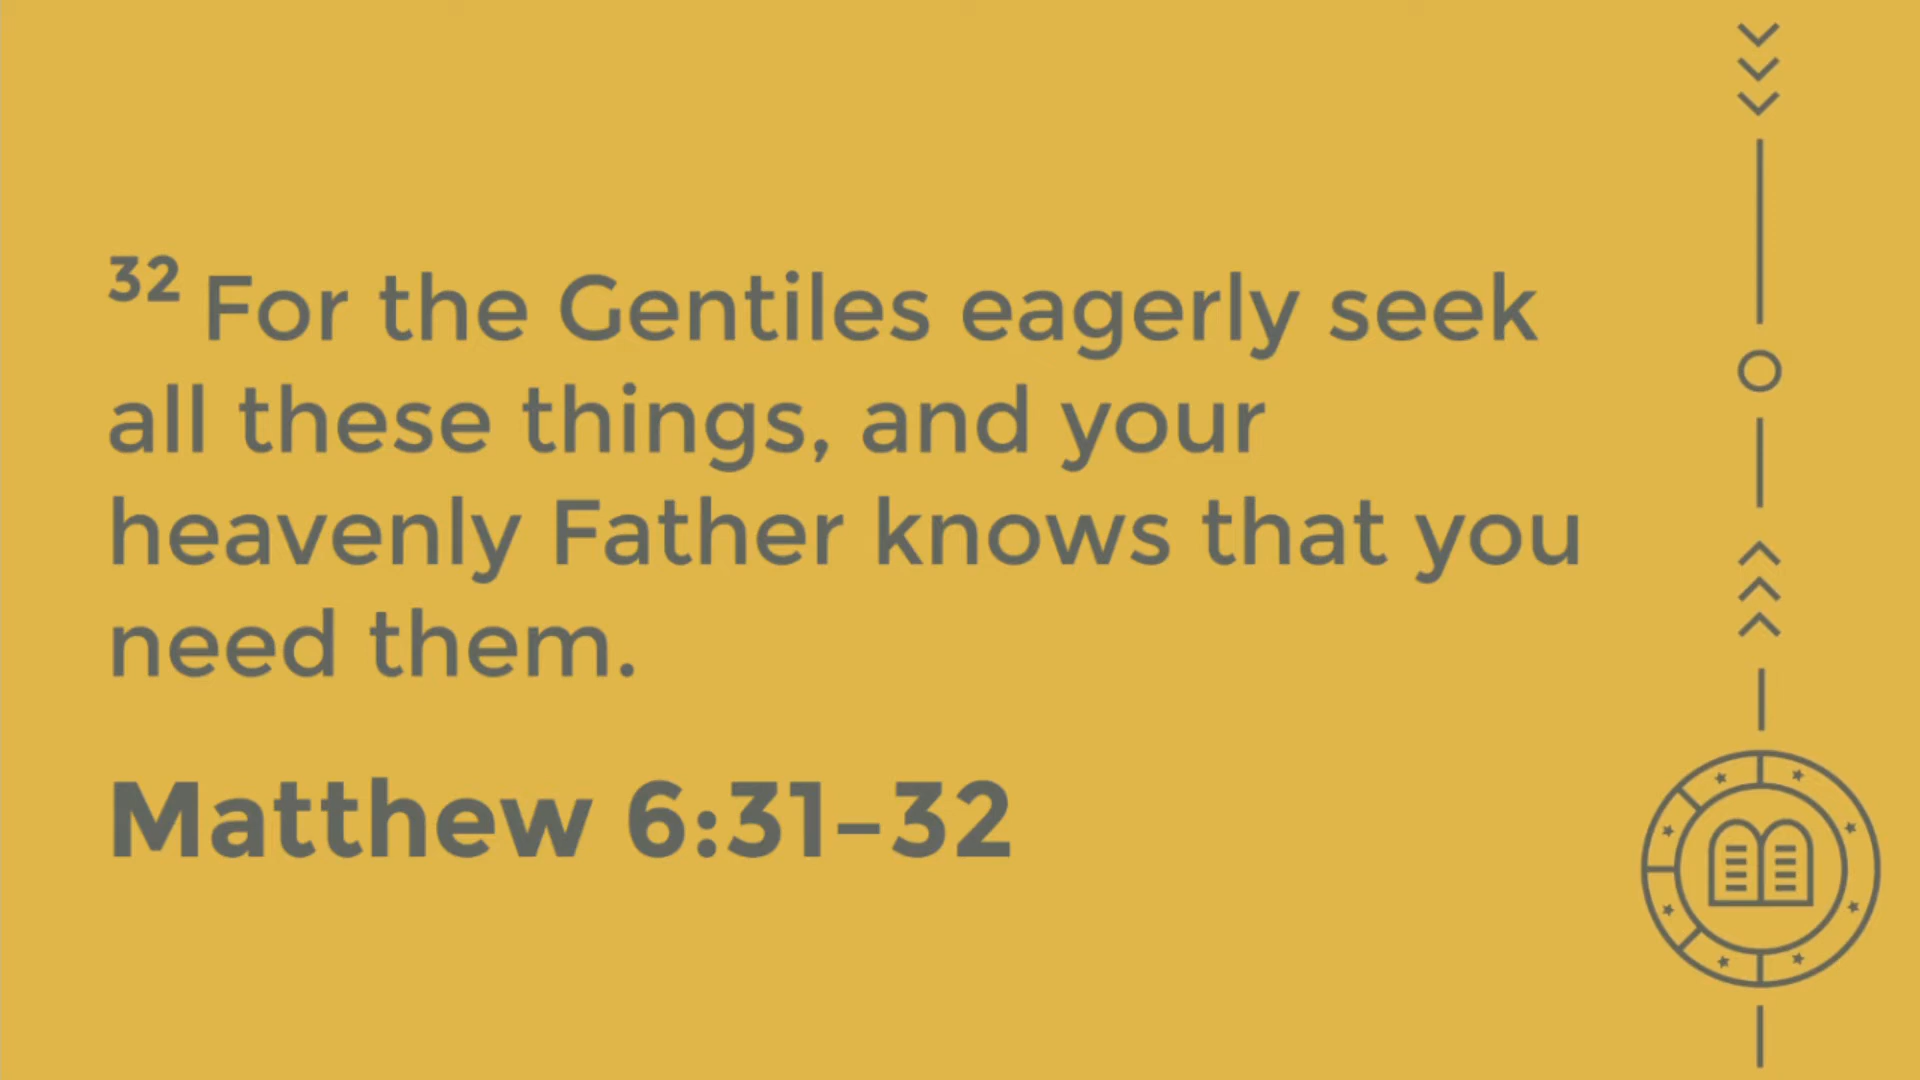 32 For the Gentiles eagerly seek
all these things, and your
heavenly Father knows that you
need them.
Matthew 6:31–32